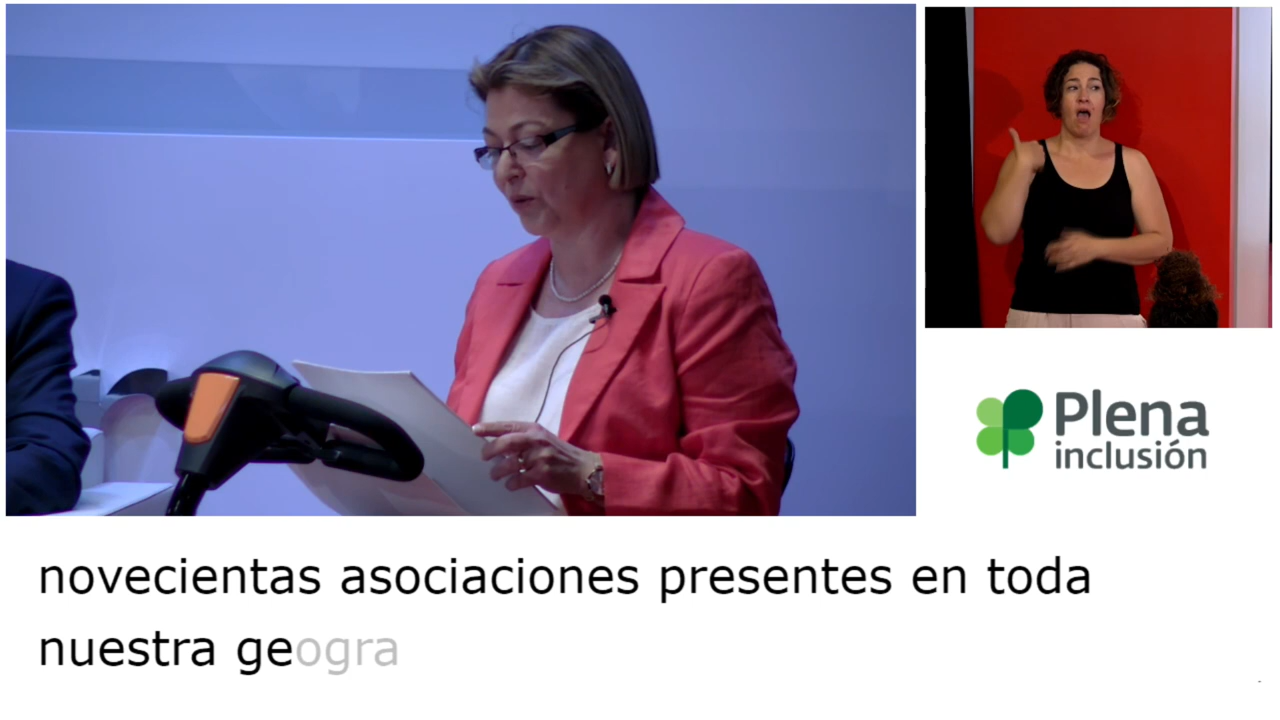 Plena
inclusión
novecientas asociaciones presentes en toda
nuestra geogra